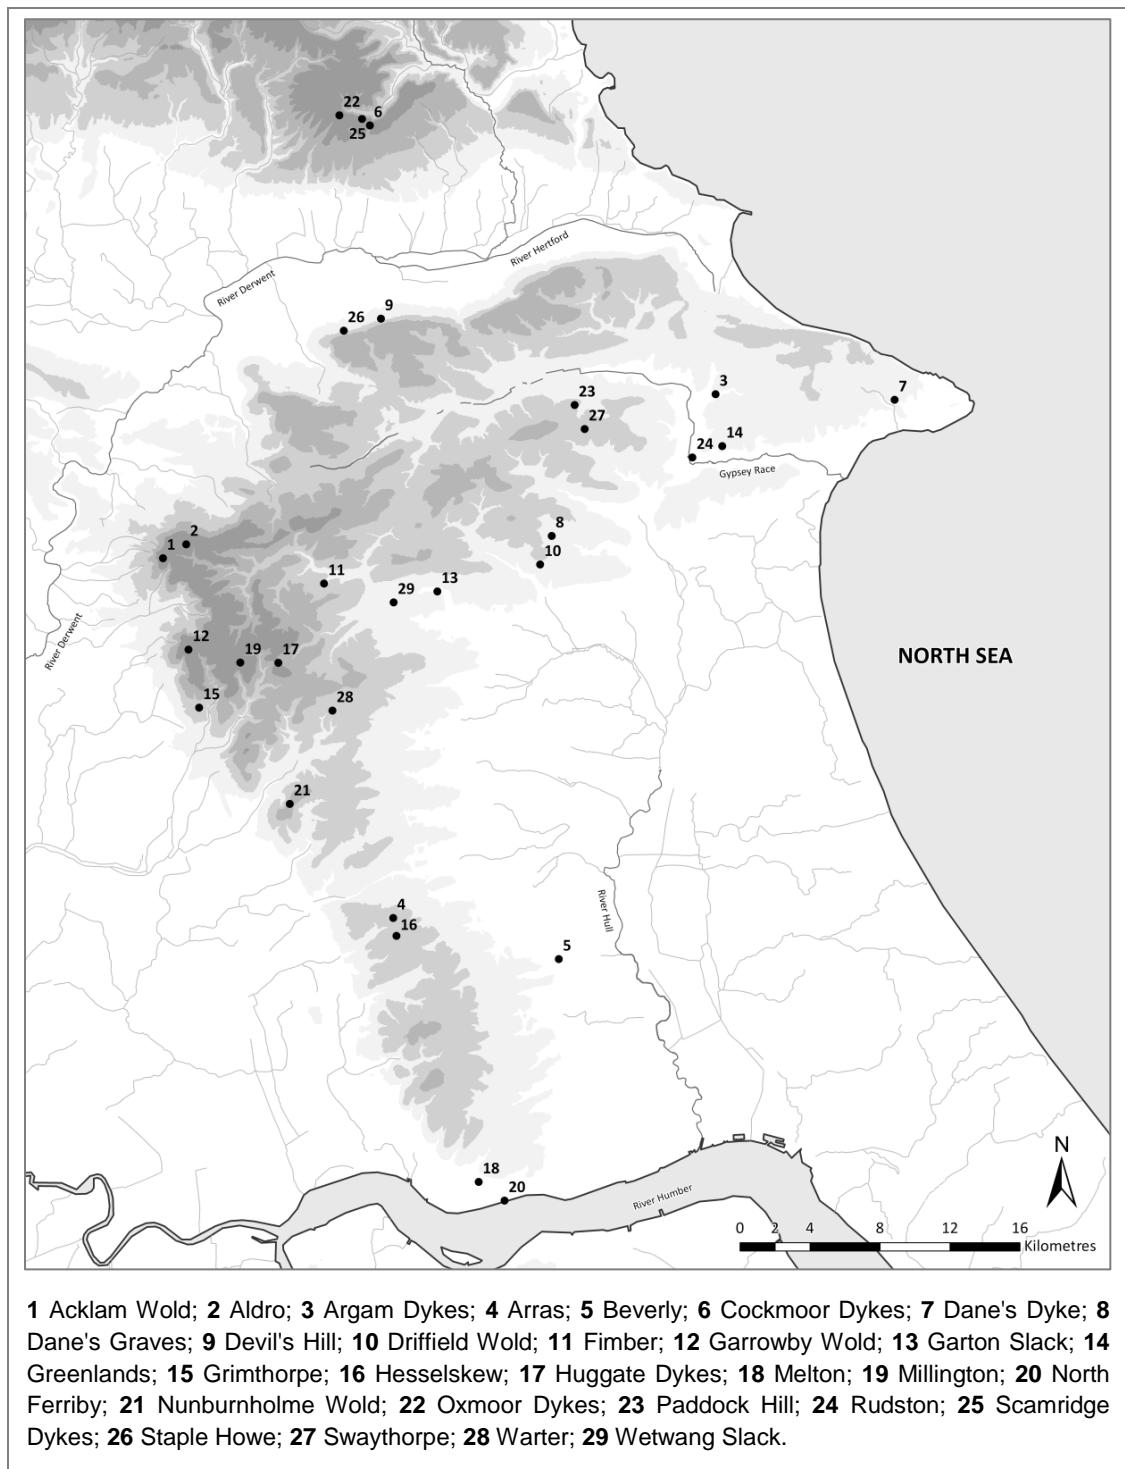 22
6
25
River Hertford
River Derwent
9
26
3
7
23
27
14
24
Gypsey Race
2
1
8
10
11
13
29
River Derwent
12
19
17
NORTH SEA
15
28
21
4
16
River Hull
5
N
18
20
River Humber
0 2 4 8 12 16
Kilometres
1 Acklam Wold; 2 Aldro; 3 Argam Dykes; 4 Arras; 5 Beverly; 6 Cockmoor Dykes; 7 Dane's Dyke; 8
Dane's Graves; 9 Devil's Hill; 10 Driffield Wold; 11 Fimber; 12 Garrowby Wold; 13 Garton Slack; 14
Greenlands; 15 Grimthorpe; 16 Hesselskew; 17 Huggate Dykes; 18 Melton; 19 Millington; 20 North
Ferriby; 21 Nunburnholme Wold; 22 Oxmoor Dykes; 23 Paddock Hill; 24 Rudston; 25 Scamridge
Dykes; 26 Staple Howe; 27 Swaythorpe; 28 Warter; 29 Wetwang Slack.